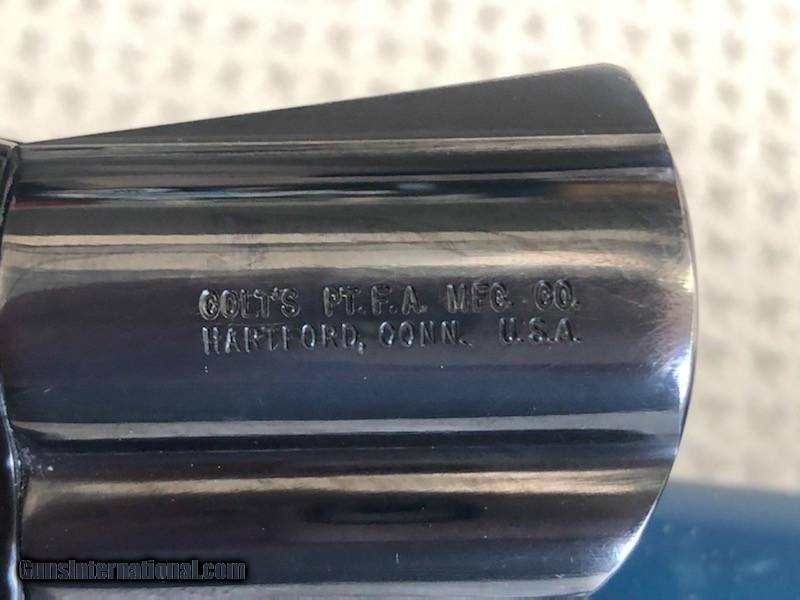 COLT'S PT. F. A. MFG. CO.
HARTFORD, CONN. U.S.A.
GunsInternational.com